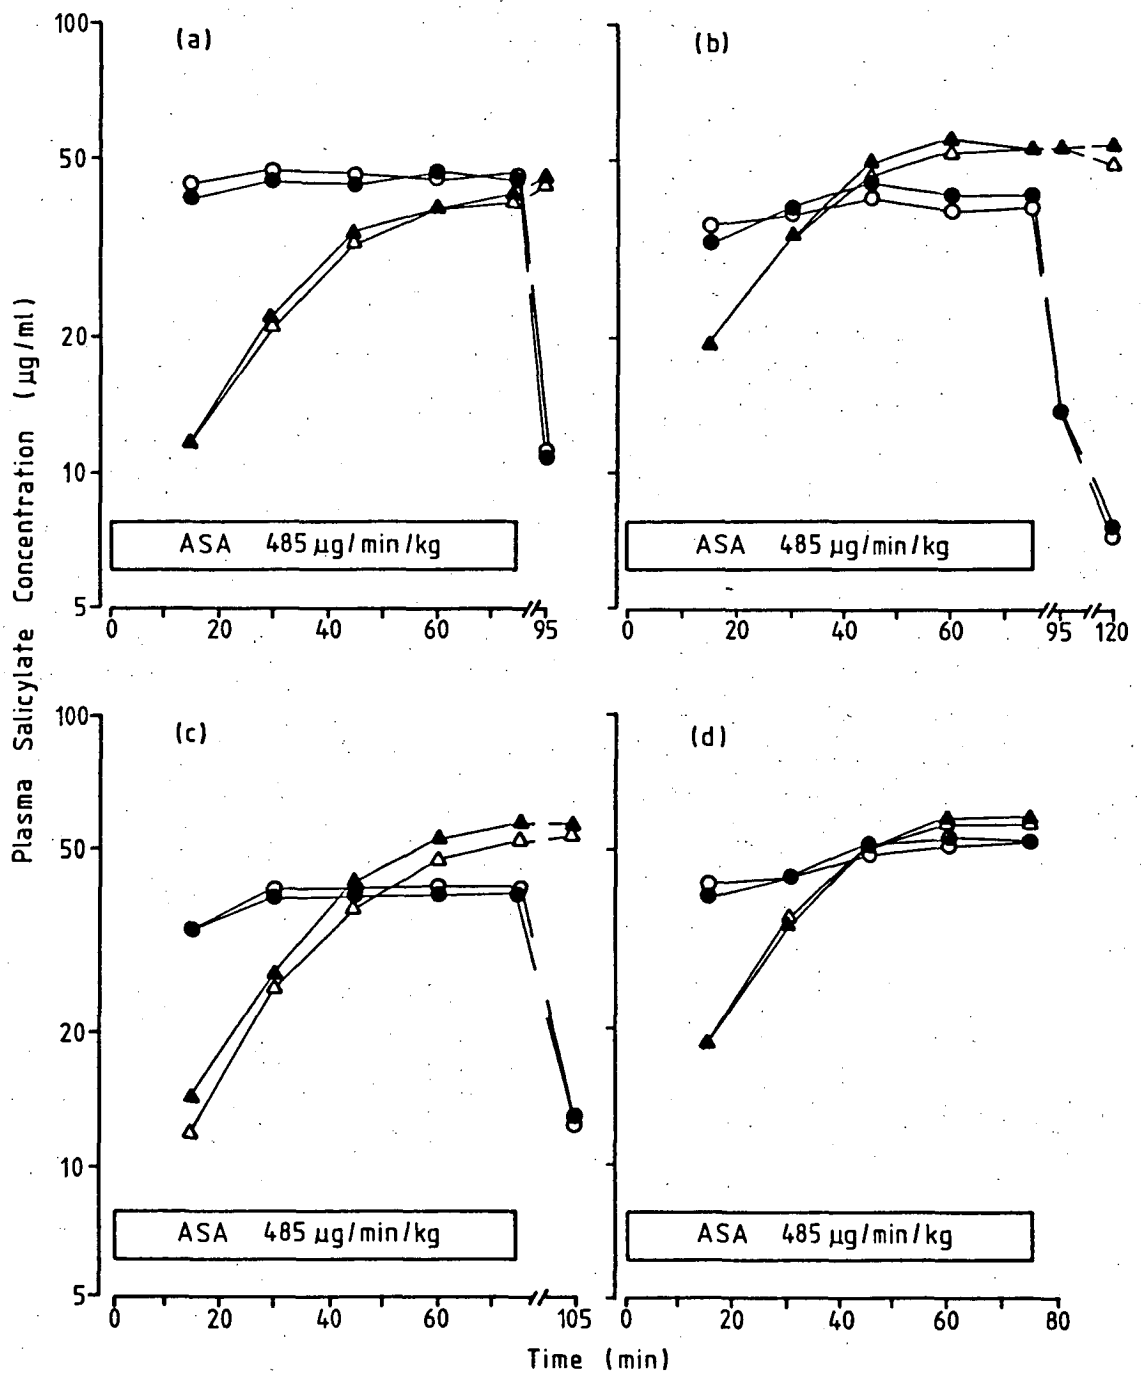 Plasma Salicylate Concentration (µg/ml)
(a)
100
50
20
10
5
ASA 485 µg/min/kg
0 20 40 60 95
(b)
ASA 485 µg/min/kg
0 20 40 60 95 120
(c)
100
50
20
10
5
ASA 485 µg/min/kg
0 20 40 60 105
(d)
ASA 485 µg/min/kg
0 20 40 60 80
Time (min)